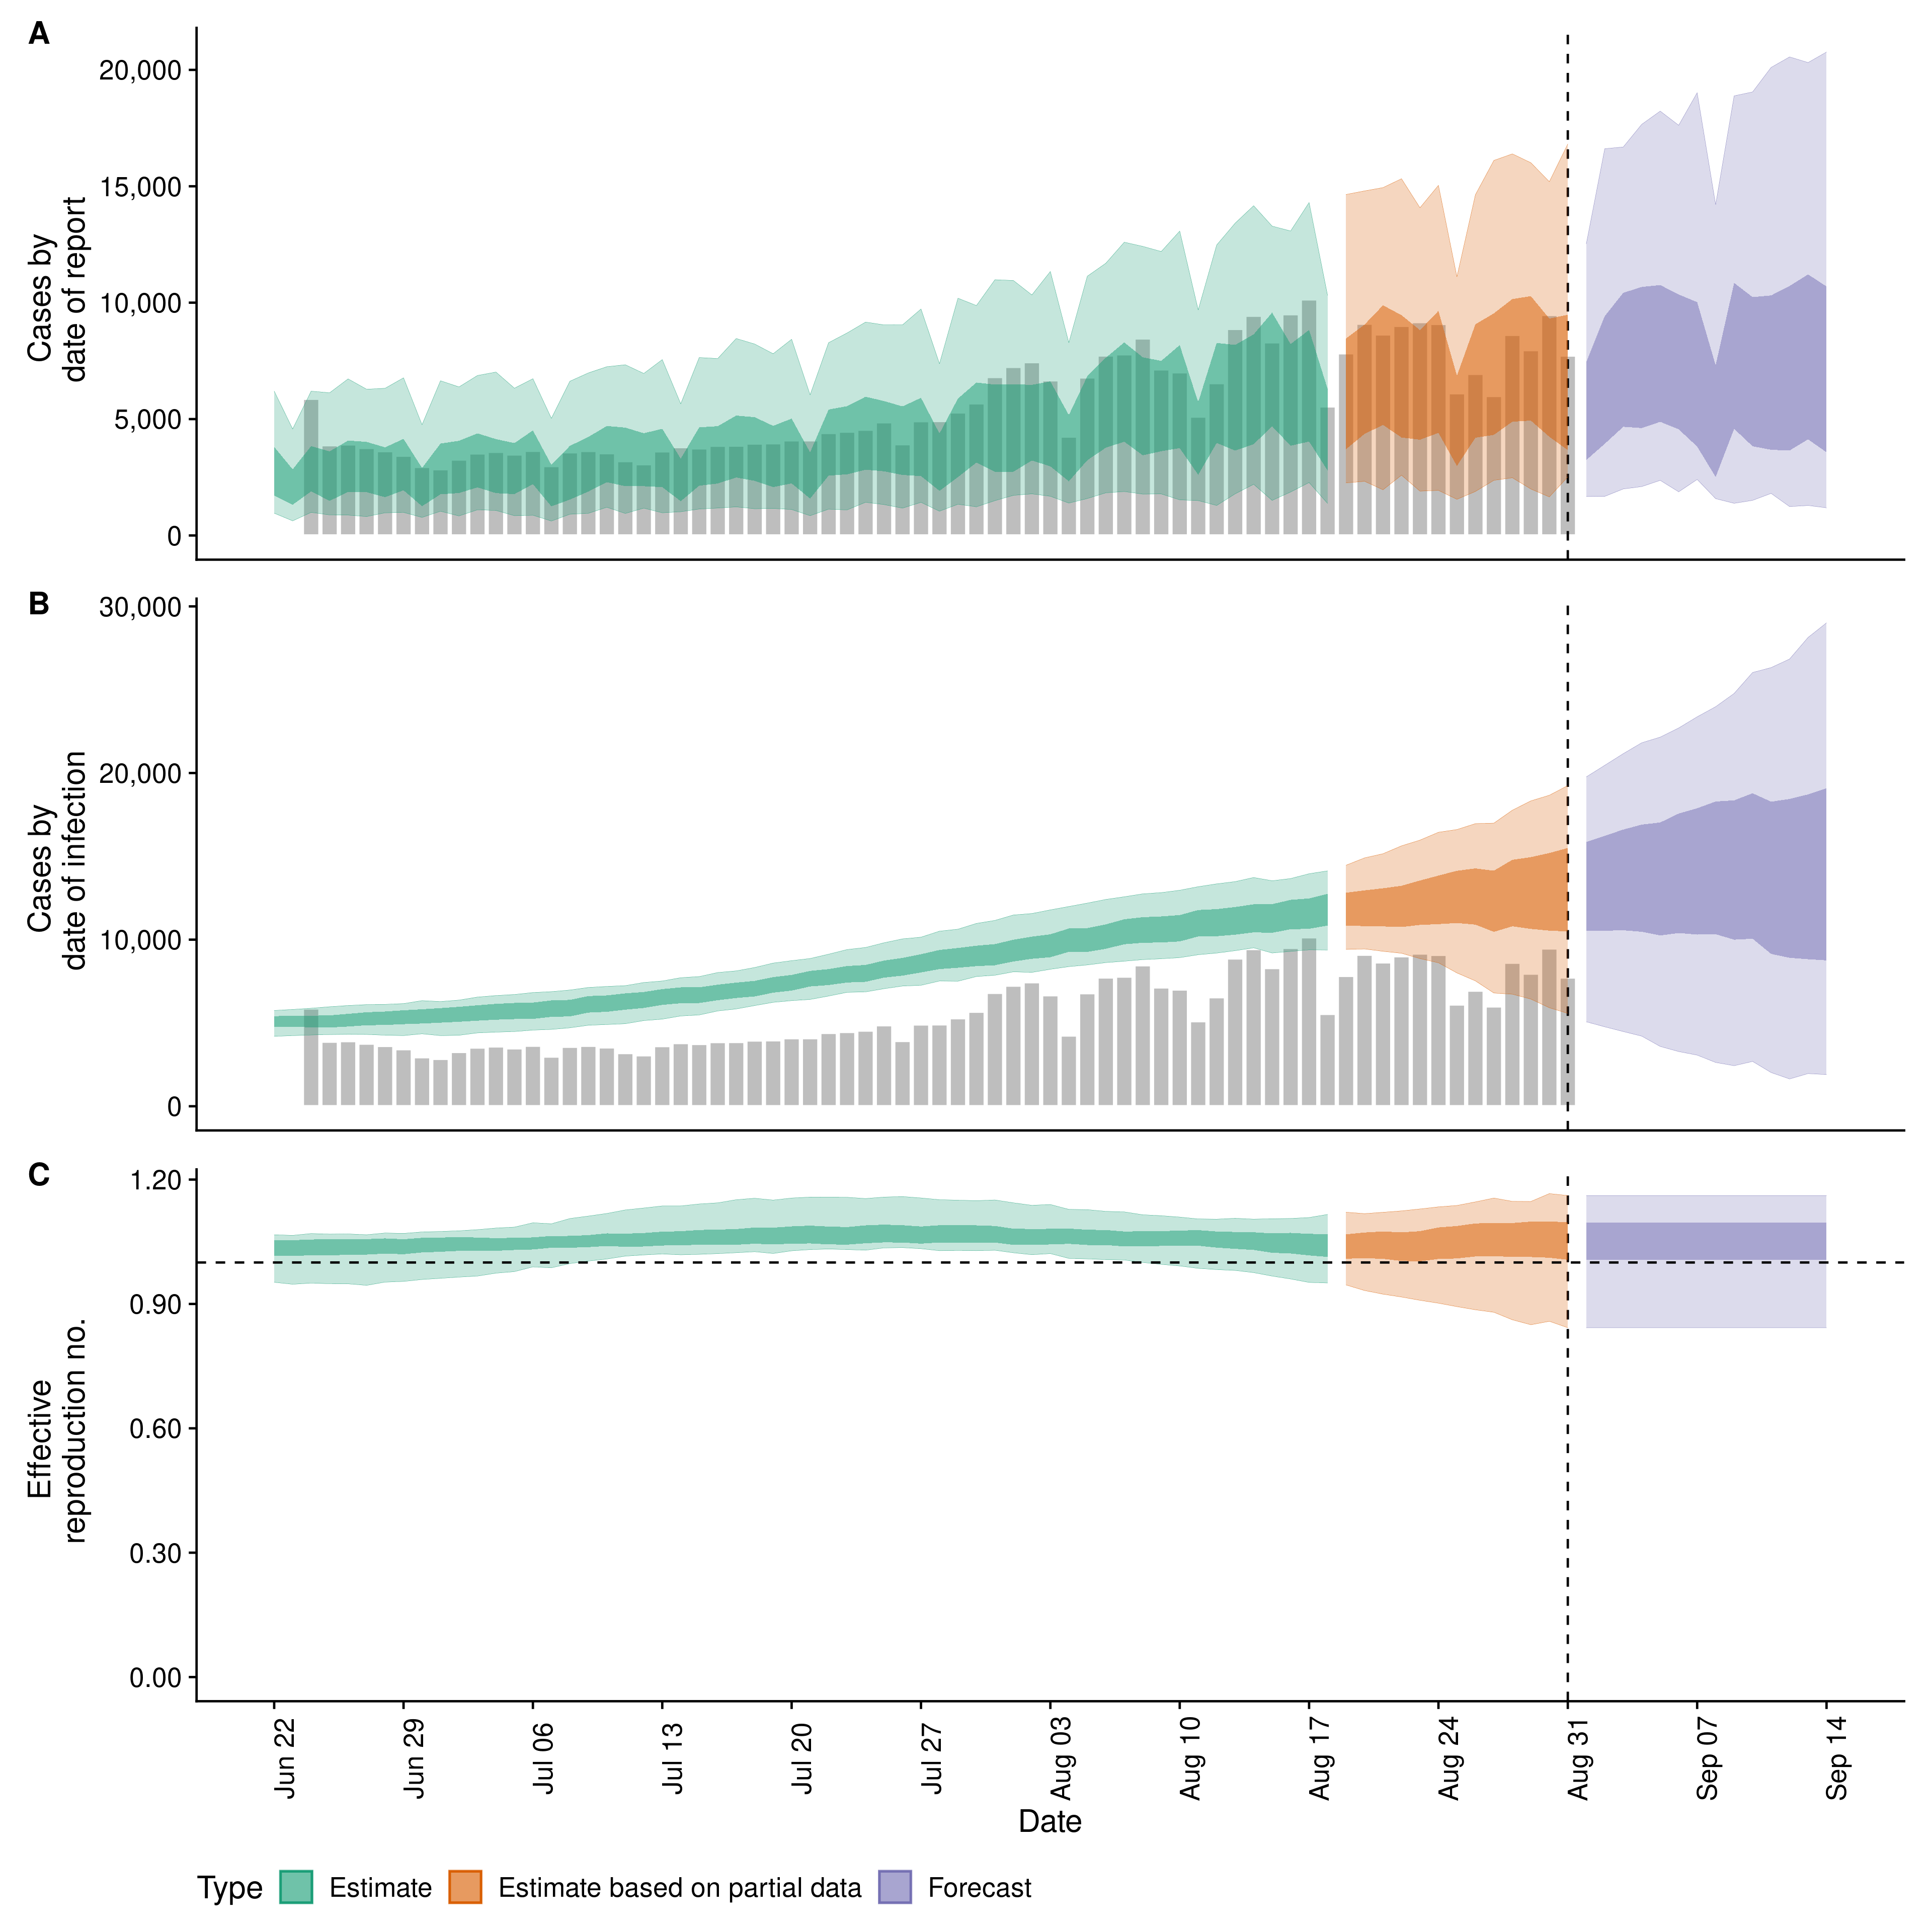 A
20,000
15,000
10,000
5,000
0
Cases by
date of report
B
30,000
20,000
10,000
0
Cases by
date of infection
C
1.20
0.90
0.60
0.30
0.00
Effective
reproduction no.
Jun 22
Jun 29
Jul 06
Jul 13
Jul 20
Jul 27
Aug 03
Aug 10
Aug 17
Aug 24
Aug 31
Sep 07
Sep 14
Date
Type Estimate Estimate based on partial data Forecast